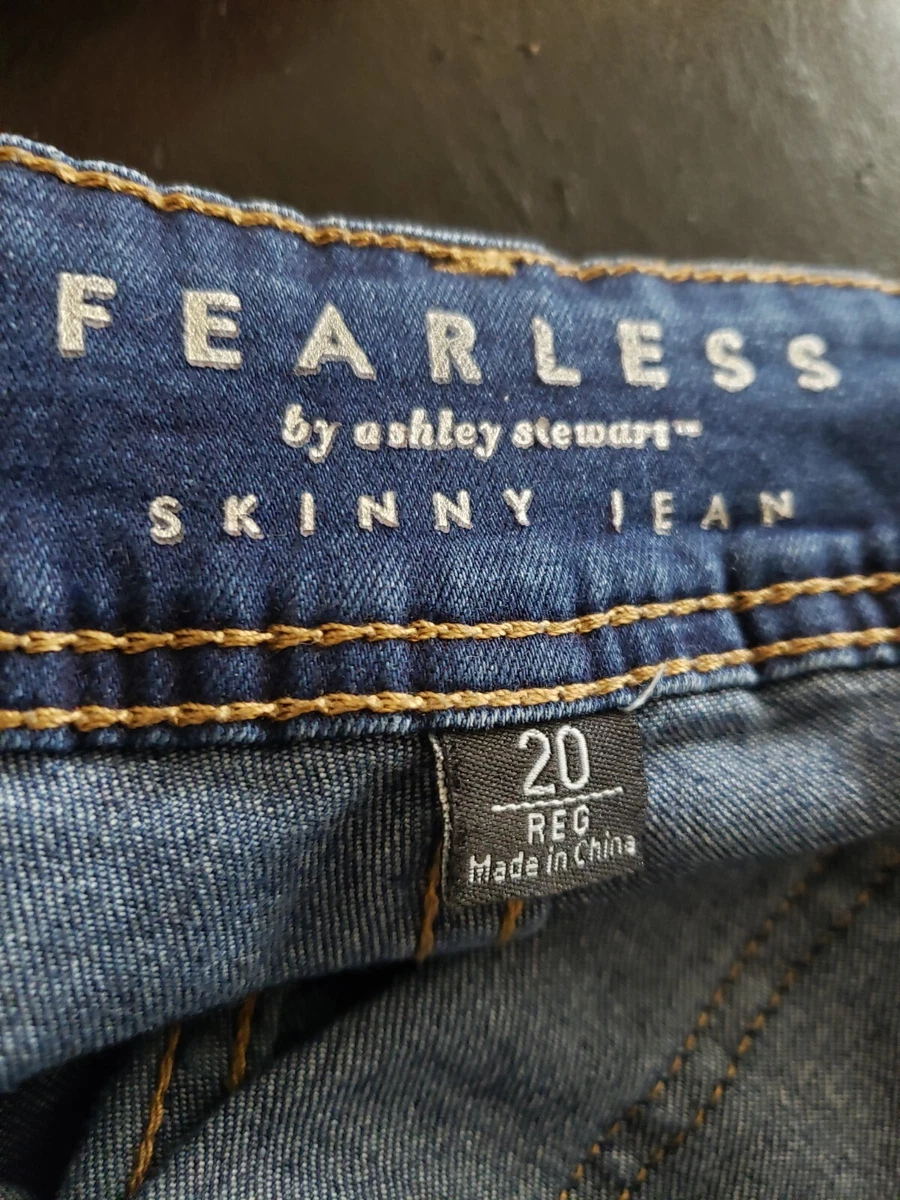 FEARLESS
by ashley stewart™
SKINNY JEAN
20
REG
Made in China